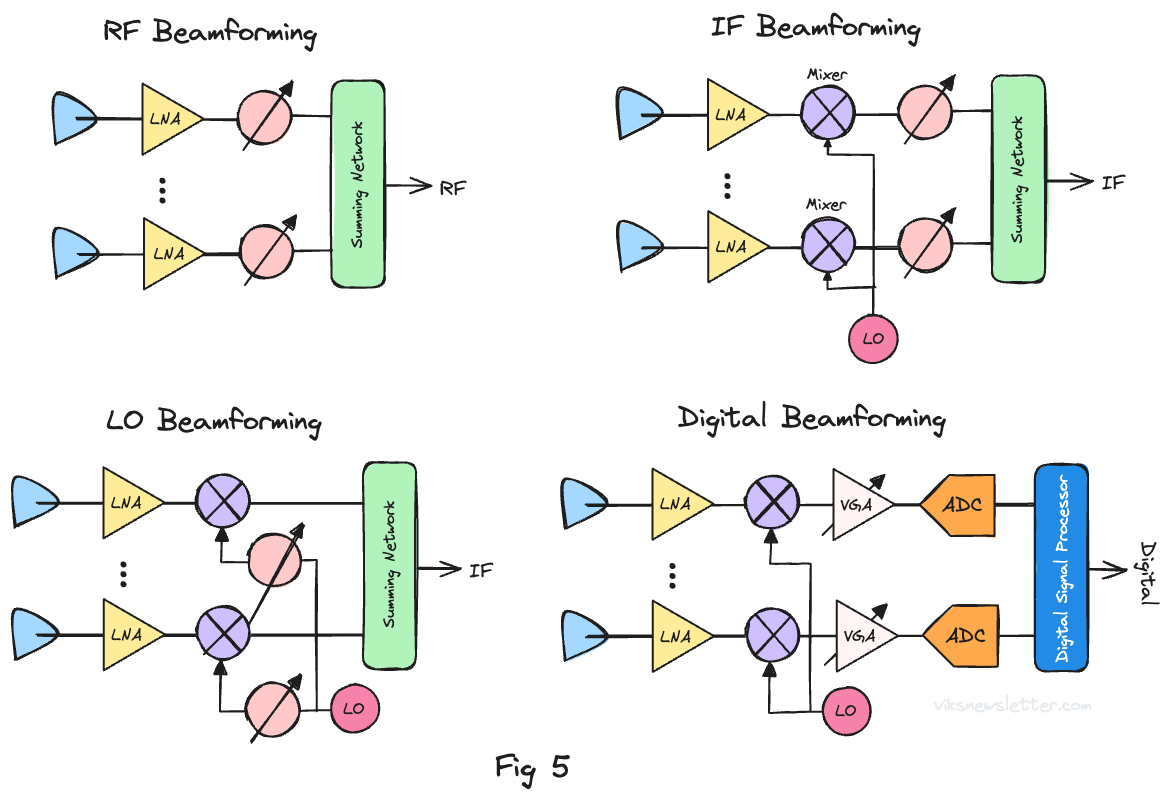 RF Beamforming
LNA
LNA
Summing Network
RF
IF Beamforming
Mixer
LNA
Mixer
LNA
LO
Summing Network
IF
LO Beamforming
LNA
LNA
LO
Summing Network
IF
Digital Beamforming
LNA
VGA
ADC
LNA
VGA
ADC
LO
Digital Signal Processor
Digital
viksnewsletter.com
Fig 5